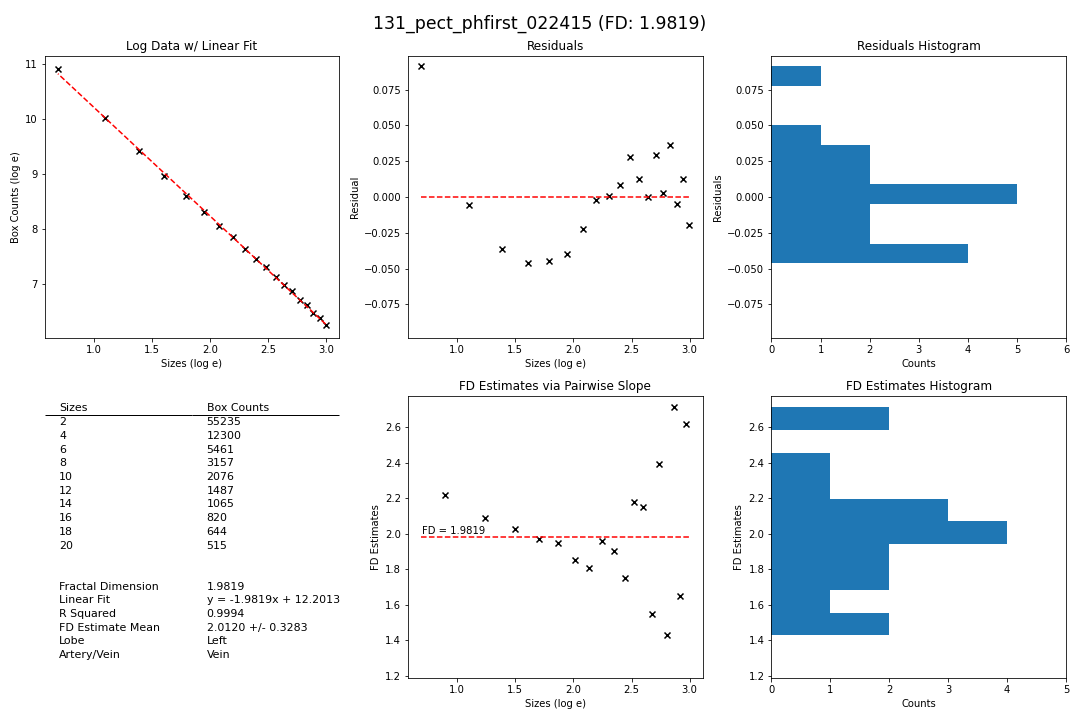 131_pect_phfirst_022415 (FD: 1.9819)
Log Data w/ Linear Fit
11
10
9
8
7
Box Counts (log e)
1.0 1.5 2.0 2.5 3.0
Sizes (log e)
Residuals
0.075
0.050
0.025
0.000
−0.025
−0.050
−0.075
Residual
1.0 1.5 2.0 2.5 3.0
Sizes (log e)
Residuals Histogram
0.075
0.050
0.025
0.000
−0.025
−0.050
−0.075
Residuals
0 1 2 3 4 5 6
Counts
Sizes Box Counts
2 55235
4 12300
6 5461
8 3157
10 2076
12 1487
14 1065
16 820
18 644
20 515
Fractal Dimension 1.9819
Linear Fit y = -1.9819x + 12.2013
R Squared 0.9994
FD Estimate Mean 2.0120 +/- 0.3283
Lobe Left
Artery/Vein Vein
FD Estimates via Pairwise Slope
2.6
2.4
2.2
2.0
1.8
1.6
1.4
1.2
FD Estimates
FD = 1.9819
1.0 1.5 2.0 2.5 3.0
Sizes (log e)
FD Estimates Histogram
2.6
2.4
2.2
2.0
1.8
1.6
1.4
1.2
FD Estimates
0 1 2 3 4 5
Counts